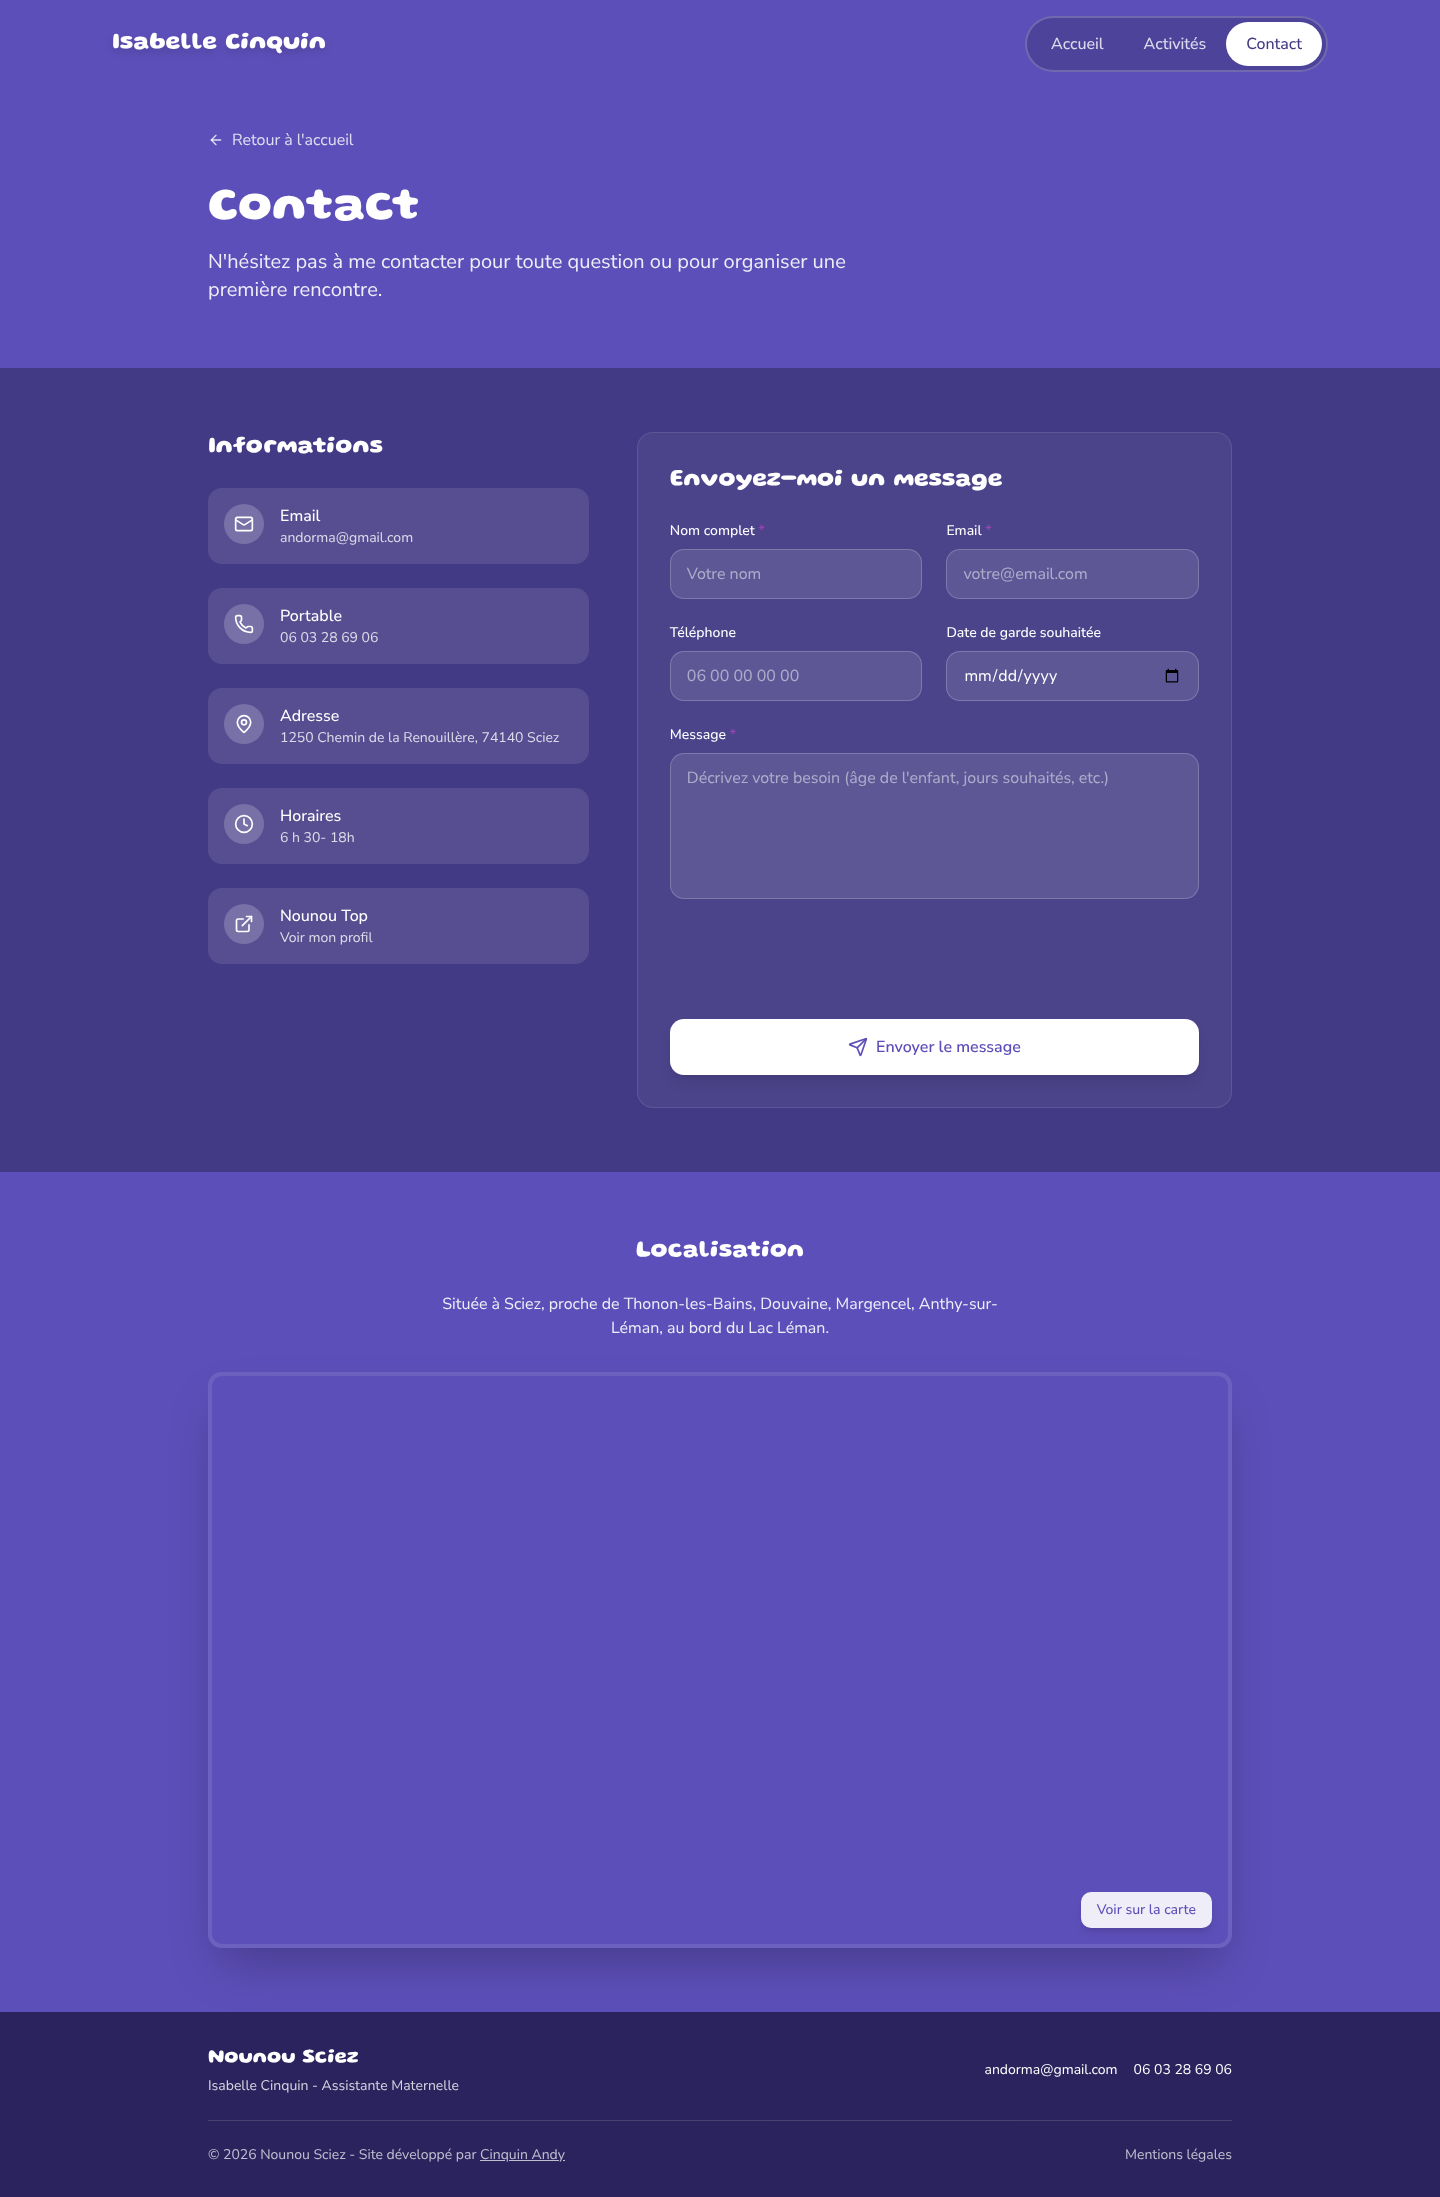 Isabelle Cinquin
Accueil
Activités
Contact
Retour à l'accueil
Contact
N'hésitez pas à me contacter pour toute question ou pour organiser une
première rencontre.
Informations
Email
andorma@gmail.com
Portable
06 03 28 69 06
Adresse
1250 Chemin de la Renouillère, 74140 Sciez
Horaires
6 h 30- 18h
Nounou Top
Voir mon profil
Envoyez-moi un message
Nom complet *
Email *
Votre nom
votre@email.com
Téléphone
Date de garde souhaitée
06 00 00 00 00
mm/dd/yyyy
Message *
Décrivez votre besoin (âge de l'enfant, jours souhaités, etc.)
Envoyer le message
Localisation
Située à Sciez, proche de Thonon-les-Bains, Douvaine, Margencel, Anthy-sur-
Léman, au bord du Lac Léman.
Voir sur la carte
Nounou Sciez
Isabelle Cinquin - Assistante Maternelle
andorma@gmail.com
06 03 28 69 06
© 2026 Nounou Sciez - Site développé par Cinquin Andy
Mentions légales